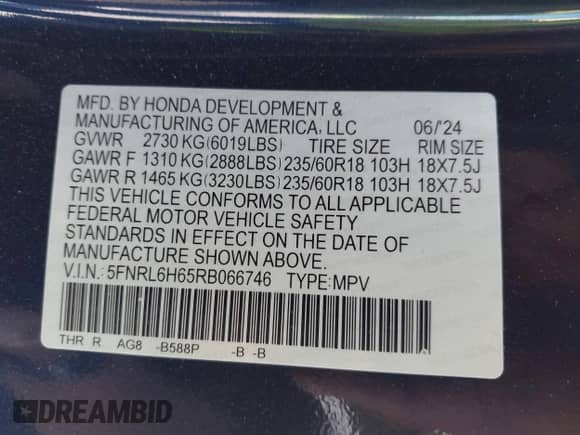 MFD. BY HONDA DEVELOPMENT &
MANUFACTURING OF AMERICA, LLC 06/'24
GVWR 2730 KG(6019LBS) TIRE SIZE RIM SIZE
GAWR F 1310 KG(2888LBS) 235/60R18 103H 18X7.5J
GAWR R 1465 KG(3230LBS) 235/60R18 103H 18X7.5J
THIS VEHICLE CONFORMS TO ALL APPLICABLE
FEDERAL MOTOR VEHICLE SAFETY
STANDARDS IN EFFECT ON THE DATE OF
MANUFACTURE SHOWN ABOVE.
V.I.N.: 5FNRL6H65RB066746 TYPE:MPV
THR R AG8 -B588P -B -B
DREAMBID